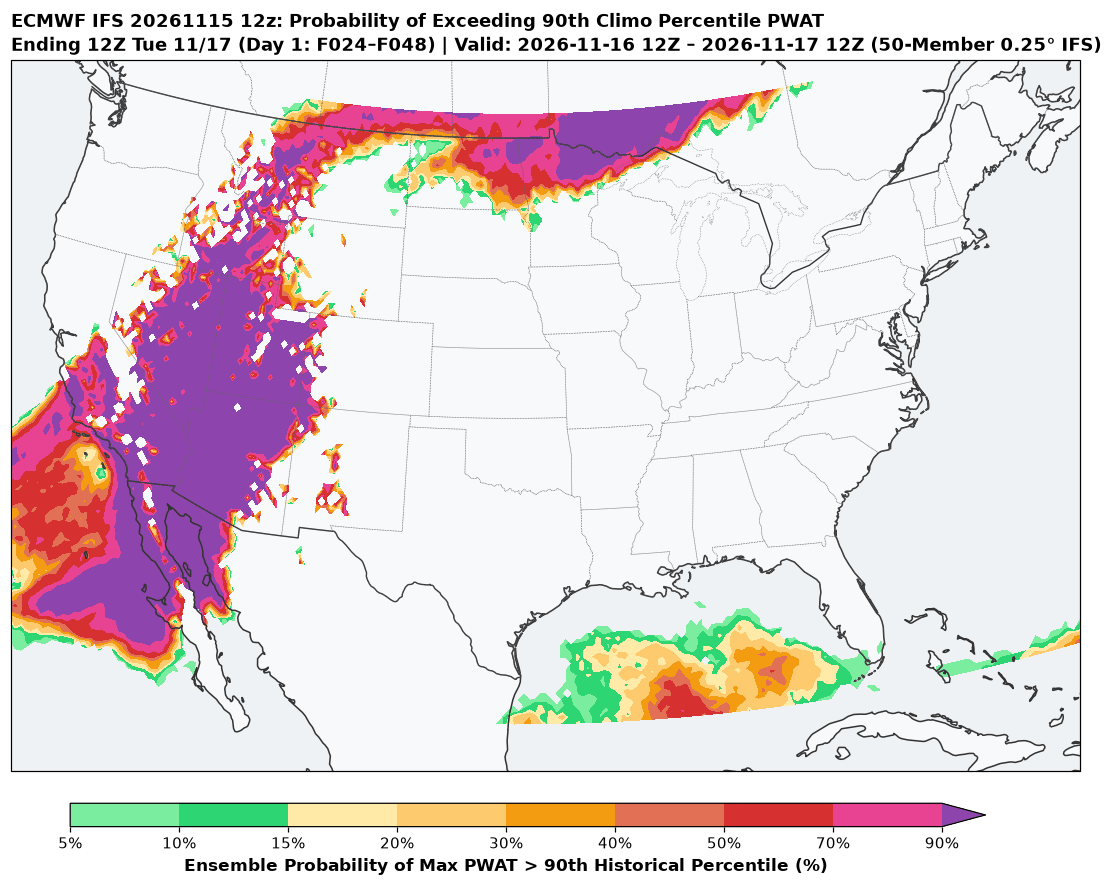 ECMWF IFS 20261115 12z: Probability of Exceeding 90th Climo Percentile PWAT
Ending 12Z Tue 11/17 (Day 1: F024–F048) | Valid: 2026-11-16 12Z – 2026-11-17 12Z (50-Member 0.25° IFS)
5% 10% 15% 20% 30% 40% 50% 70% 90%
Ensemble Probability of Max PWAT > 90th Historical Percentile (%)